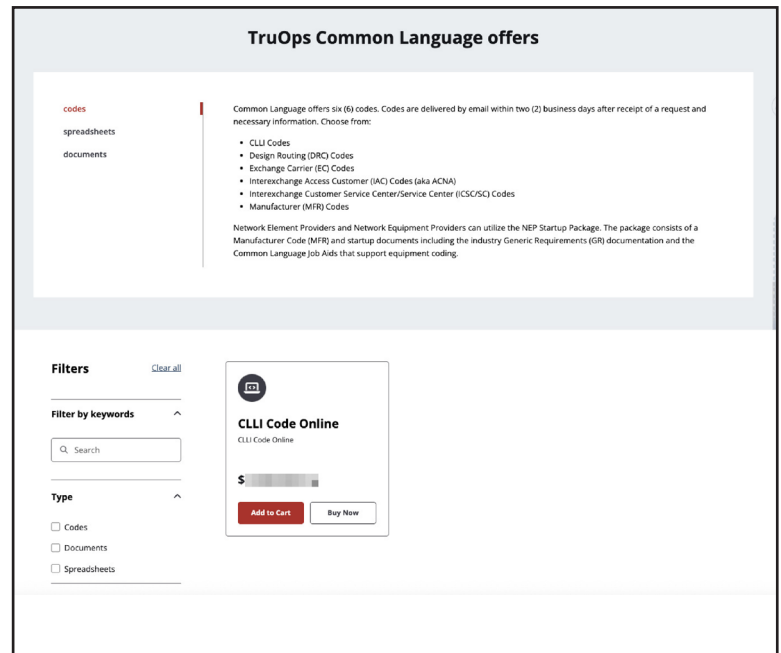 TruOps Common Language offers
codes
spreadsheets
documents
Common Language offers six (6) codes. Codes are delivered by email within two (2) business days after receipt of a request and
necessary information. Choose from:
• CLLI Codes
• Design Routing (DRC) Codes
• Exchange Carrier (EC) Codes
• Interexchange Access Customer (IAC) Codes (aka ACNA)
• Interexchange Customer Service Center/Service Center (ICSC/SC) Codes
• Manufacturer (MFR) Codes
Network Element Providers and Network Equipment Providers can utilize the NEP Startup Package. The package consists of a
Manufacturer Code (MFR) and startup documents including the industry Generic Requirements (GR) documentation and the
Common Language Job Aids that support equipment coding.
Filters
Clear all
Filter by keywords
Search
Type
Codes
Documents
Spreadsheets
CLLI Code Online
CLLI Code Online
$
Add to Cart
Buy Now